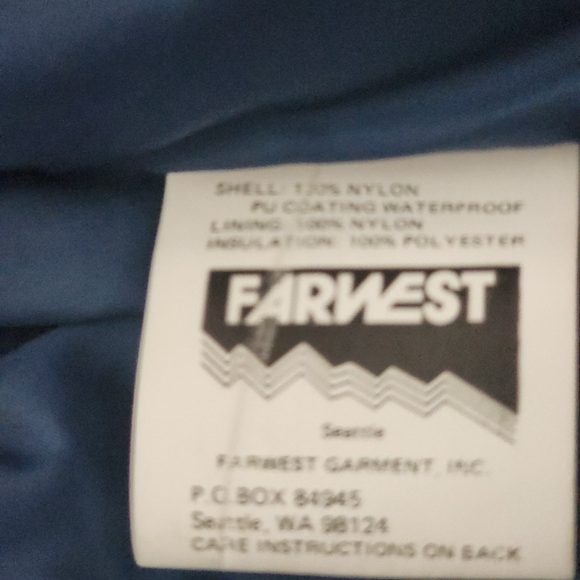 SHELL: 100% NYLON
PU COATING WATERPROOF
LINING: 100% NYLON
INSULATION: 100% POLYESTER
FARWEST
Seattle
FARWEST GARMENT, INC.
P.O. BOX 84945
Seattle, WA 98124
CARE INSTRUCTIONS ON BACK